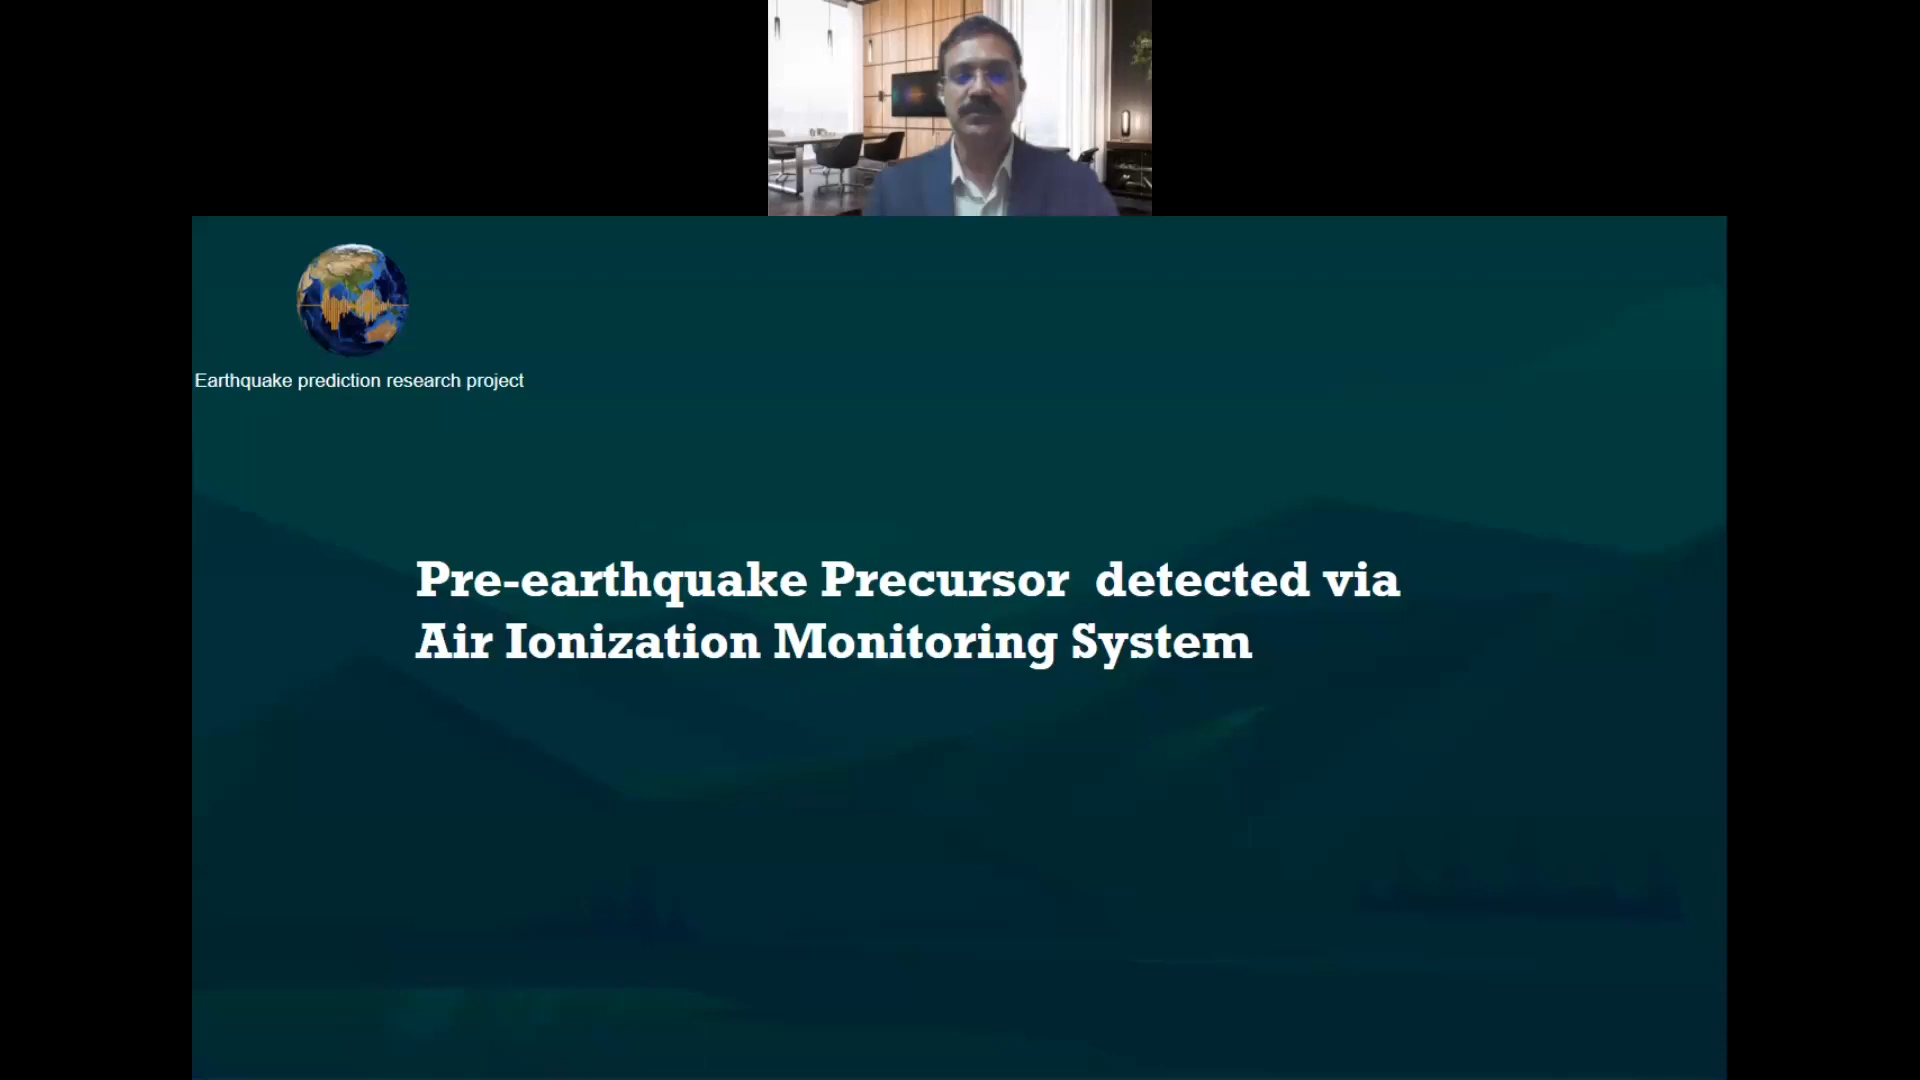 Earthquake prediction research project
Pre-earthquake Precursor  detected via
Air Ionization Monitoring System